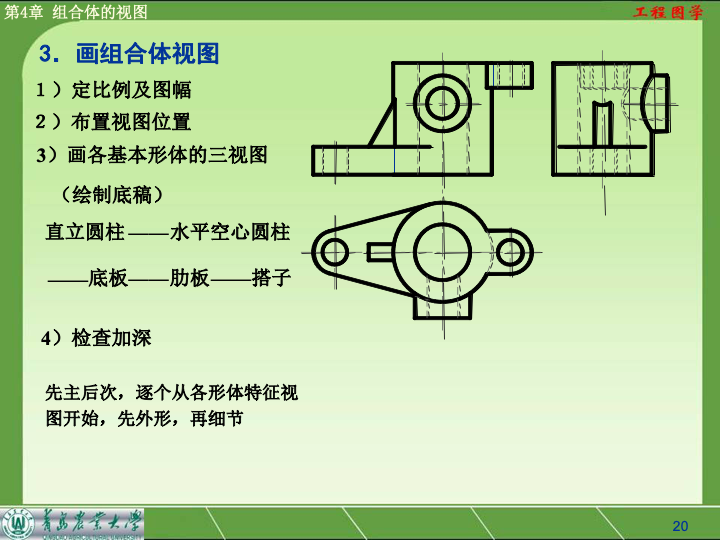 第4章 组合体的视图
工程图学
3．画组合体视图
1）定比例及图幅
2）布置视图位置
3）画各基本形体的三视图
（绘制底稿）
直立圆柱——水平空心圆柱
——底板——肋板——搭子
4）检查加深
先主后次，逐个从各形体特征视
图开始，先外形，再细节
青岛农业大学
20